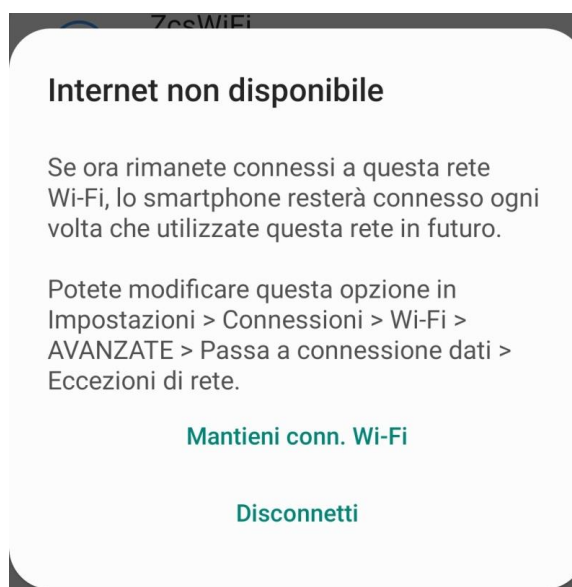 ZcsWiFi
Internet non disponibile
Se ora rimanete connessi a questa rete
Wi-Fi, lo smartphone resterà connesso ogni
volta che utilizzate questa rete in futuro.
Potete modificare questa opzione in
Impostazioni > Connessioni > Wi-Fi >
AVANZATE > Passa a connessione dati >
Eccezioni di rete.
Mantieni conn. Wi-Fi
Disconnetti